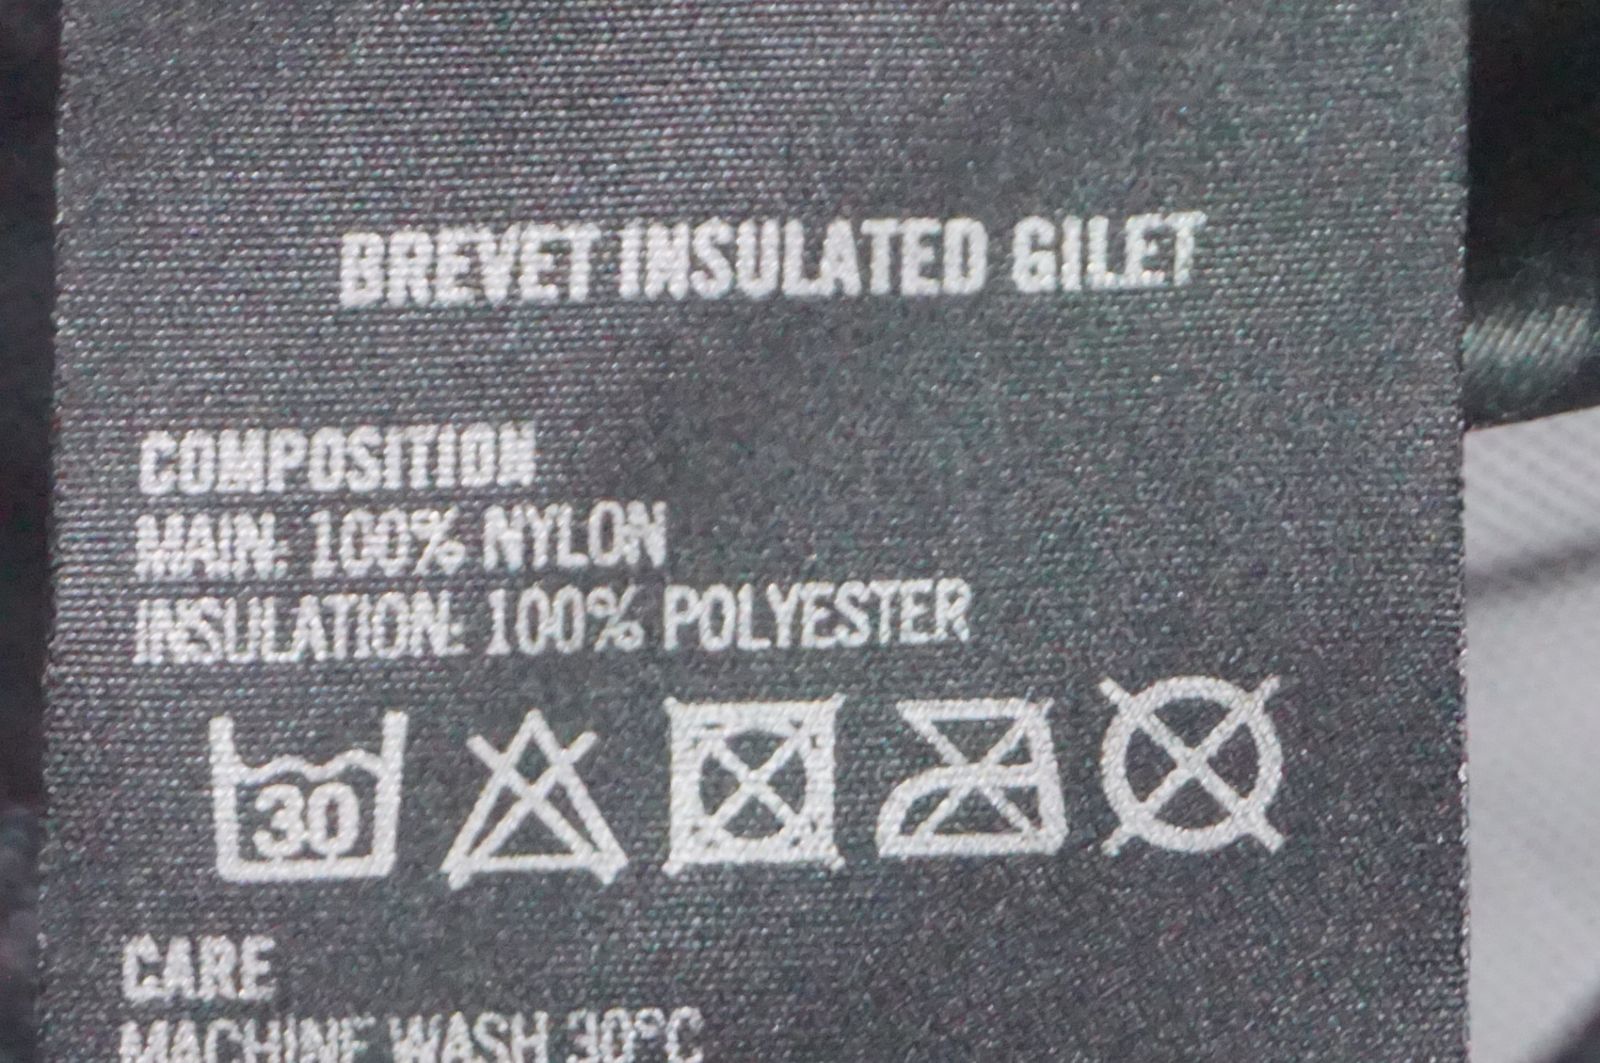 BREVET INSULATED GILET
COMPOSITION
MAIN: 100% NYLON
INSULATION: 100% POLYESTER
30
CARE
MACHINE WASH 30°C